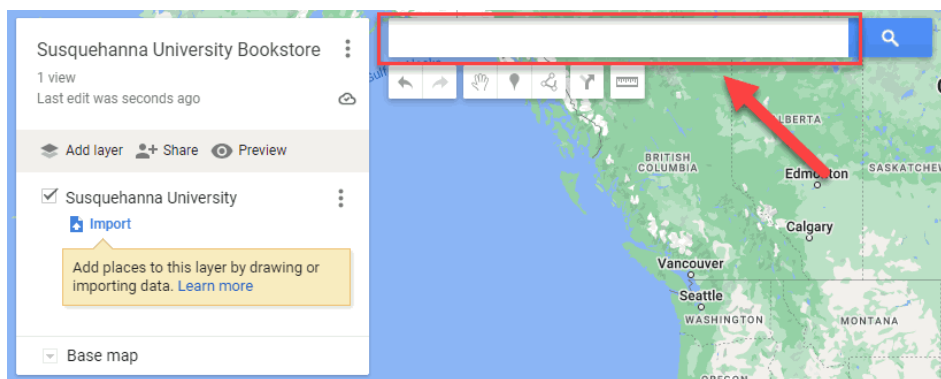 Susquehanna University Bookstore
1 view
Last edit was seconds ago
Add layer
Share
Preview
Susquehanna University
Import
Add places to this layer by drawing or
importing data. Learn more
Base map
BRITISH
COLUMBIA
Edmonton
SASKATCHEW
Calgary
Vancouver
Seattle
WASHINGTON
MONTANA
OREGON